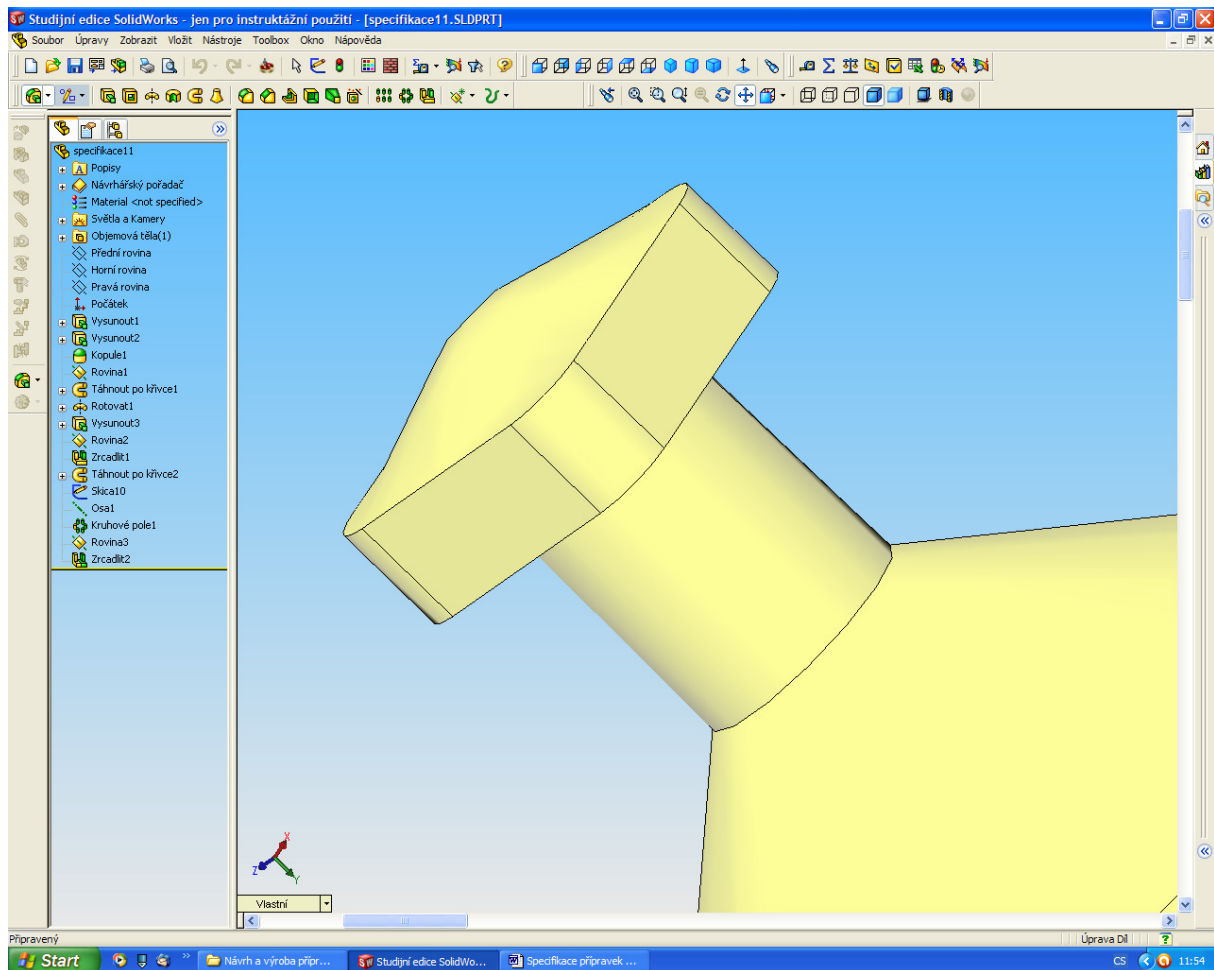 Studijní edice SolidWorks - jen pro instruktážní použití - [specifikace11.SLDPRT]
Soubor Úpravy Zobrazit Vložit Nástroje Toolbox Okno Nápověda
specifikace11
Popisy
Návrhářský pořadač
Material <not specified>
Světla a Kamery
Objemová těla(1)
Přední rovina
Horní rovina
Pravá rovina
Počátek
Vysunout1
Vysunout2
Kopule1
Rovina1
Táhnout po křivce1
Rotovat1
Vysunout3
Rovina2
Zrcadlit1
Táhnout po křivce2
Skica10
Osa1
Kruhové pole1
Rovina3
Zrcadlit2
X
Z
Y
Vlastní
Připravený
Úprava Díl
Start
Návrh a výroba přípr...
Studijní edice SolidWo...
Specifikace přípravek ...
CS
11:54